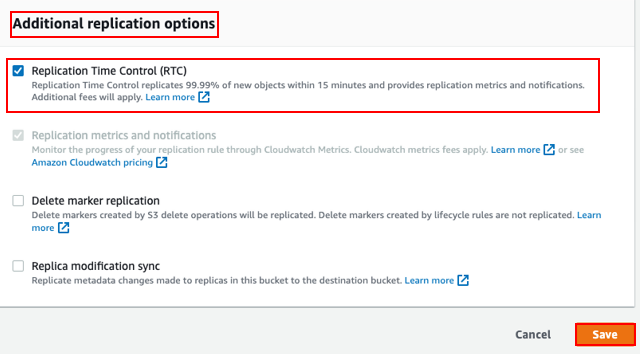 Additional replication options
Replication Time Control (RTC)
Replication Time Control replicates 99.99% of new objects within 15 minutes and provides replication metrics and notifications.
Additional fees will apply. Learn more
Replication metrics and notifications
Monitor the progress of your replication rule through Cloudwatch Metrics. Cloudwatch metrics fees apply. Learn more or see
Amazon Cloudwatch pricing
Delete marker replication
Delete markers created by S3 delete operations will be replicated. Delete markers created by lifecycle rules are not replicated. Learn
more
Replica modification sync
Replicate metadata changes made to replicas in this bucket to the destination bucket. Learn more
Cancel Save